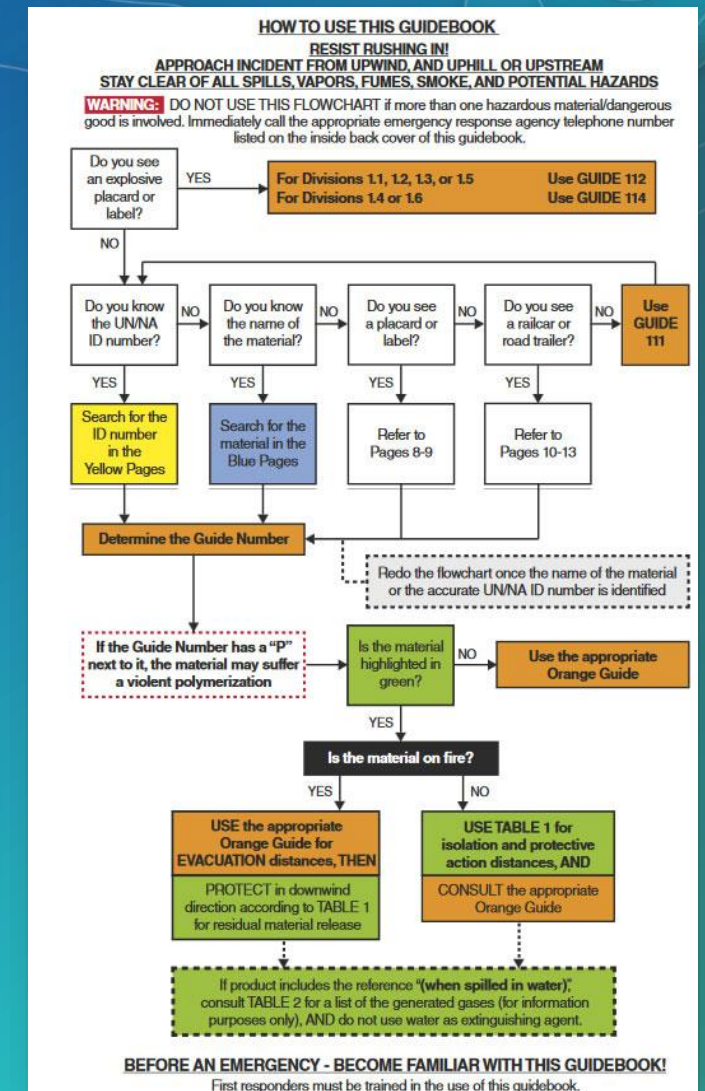 HOW TO USE THIS GUIDEBOOK
RESIST RUSHING IN!
APPROACH INCIDENT FROM UPWIND, AND UPHILL OR UPSTREAM
STAY CLEAR OF ALL SPILLS, VAPORS, FUMES, SMOKE, AND POTENTIAL HAZARDS
WARNING: DO NOT USE THIS FLOWCHART if more than one hazardous material/dangerous
good is involved. Immediately call the appropriate emergency response agency telephone number
listed on the inside back cover of this guidebook.
Do you see
an explosive
placard or
label?
YES
For Divisions 1.1, 1.2, 1.3, or 1.5 Use GUIDE 112
For Divisions 1.4 or 1.6 Use GUIDE 114
NO
Do you know
the UN/NA
ID number?
NO
Do you know
the name of
the material?
NO
Do you see
a placard or
label?
NO
Do you see
a railcar or
road trailer?
NO
Use
GUIDE
111
YES
YES
YES
YES
Search for the
ID number
in the
Yellow Pages
Search for the
material in the
Blue Pages
Refer to
Pages 8-9
Refer to
Pages 10-13
Determine the Guide Number
Redo the flowchart once the name of the material
or the accurate UN/NA ID number is identified
If the Guide Number has a “P”
next to it, the material may suffer
a violent polymerization
Is the material
highlighted in
green?
NO
Use the appropriate
Orange Guide
YES
Is the material on fire?
YES
NO
USE the appropriate
Orange Guide for
EVACUATION distances, THEN
PROTECT in downwind
direction according to TABLE 1
for residual material release
USE TABLE 1 for
isolation and protective
action distances, AND
CONSULT the appropriate
Orange Guide
If product includes the reference “(when spilled in water)”,
consult TABLE 2 for a list of the generated gases (for information
purposes only), AND do not use water as extinguishing agent.
BEFORE AN EMERGENCY - BECOME FAMILIAR WITH THIS GUIDEBOOK!
First responders must be trained in the use of this guidebook.